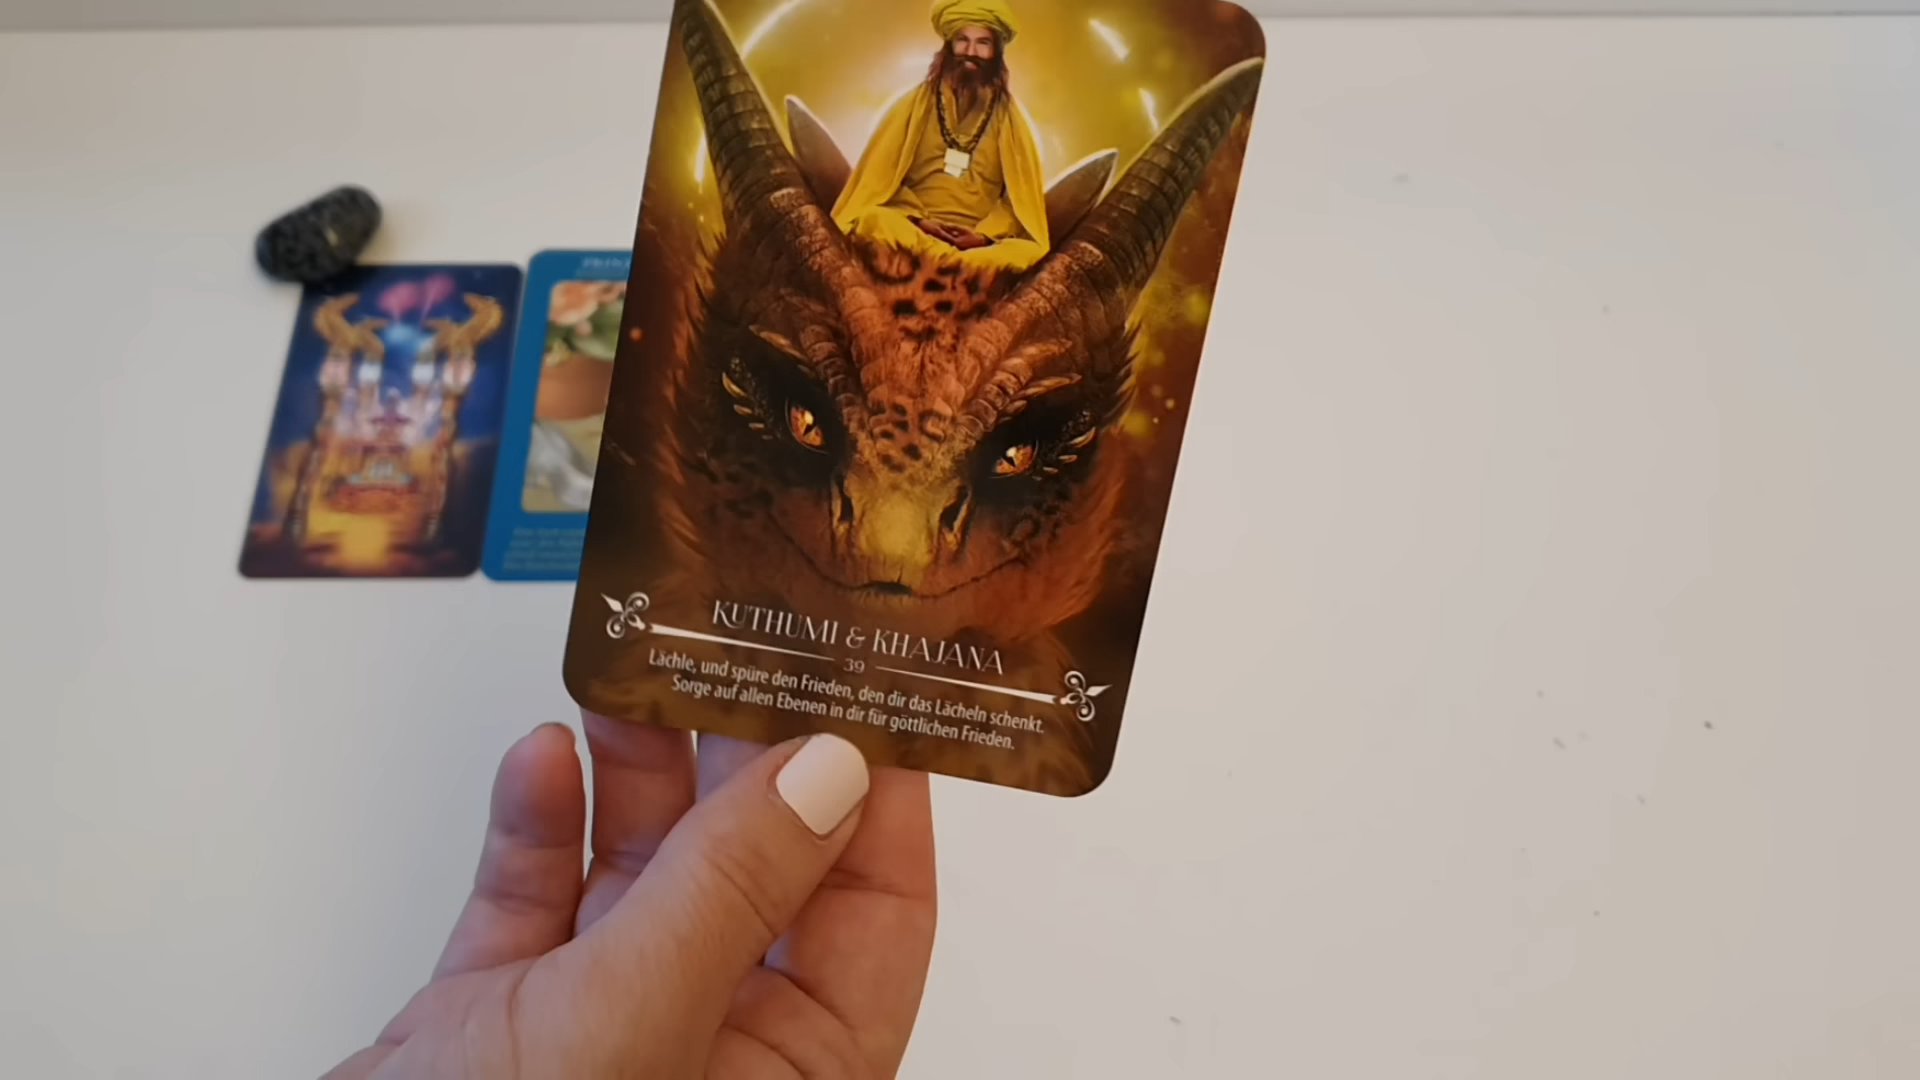 KUTHUMI & KHAJANA
39
Lächle, und spüre den Frieden, den dir das Lächeln schenkt.
Sorge auf allen Ebenen in dir für göttlichen Frieden.